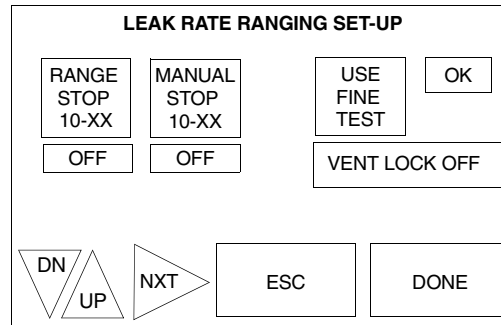 LEAK RATE RANGING SET-UP
RANGE
STOP
10-XX
OFF
MANUAL
STOP
10-XX
OFF
USE
FINE
TEST
OK
VENT LOCK OFF
DN
UP
NXT
ESC
DONE